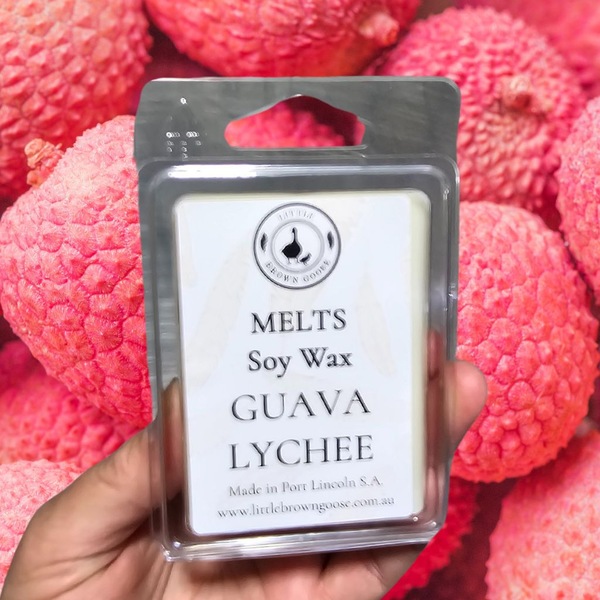 LITTLE
BROWN GOOSE
MELTS
Soy Wax
GUAVA
LYCHEE
Made in Port Lincoln S.A.
www.littlebrowngoose.com.au